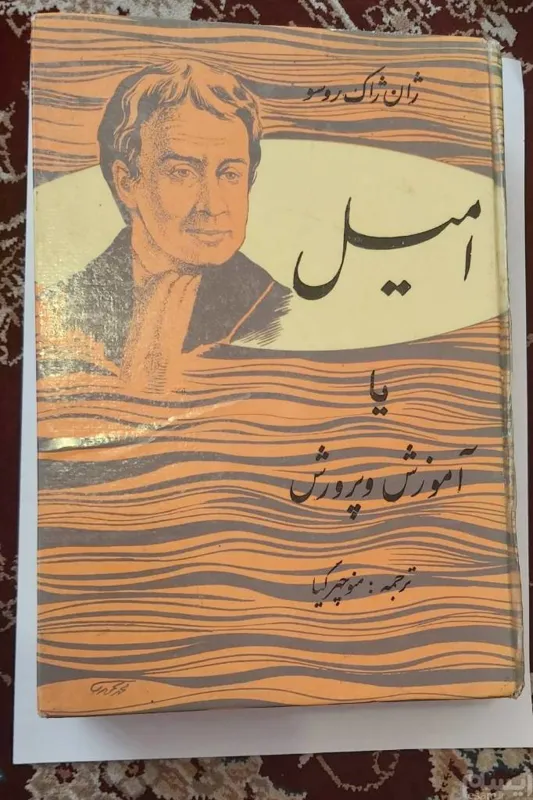 ژان ژاک روسو
امیل
یا
آموزش و پرورش
ترجمه : منوچهر کیا